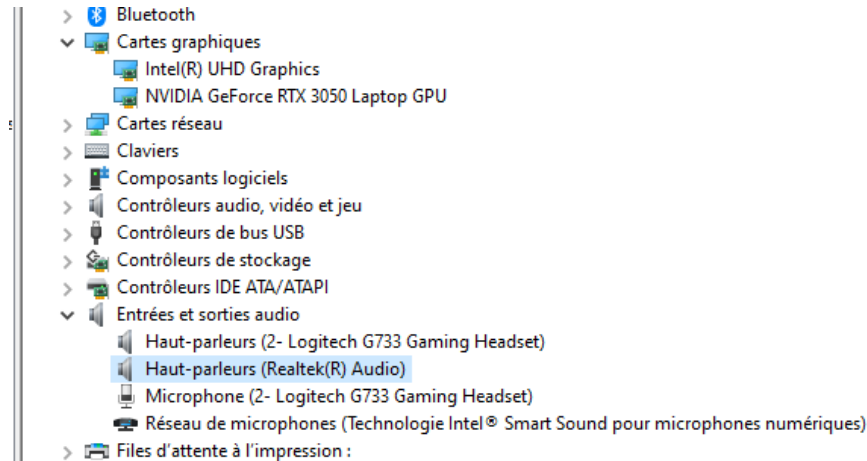 Bluetooth
Cartes graphiques
Intel(R) UHD Graphics
NVIDIA GeForce RTX 3050 Laptop GPU
Cartes réseau
Claviers
Composants logiciels
Contrôleurs audio, vidéo et jeu
Contrôleurs de bus USB
Contrôleurs de stockage
Contrôleurs IDE ATA/ATAPI
Entrées et sorties audio
Haut-parleurs (2- Logitech G733 Gaming Headset)
Haut-parleurs (Realtek(R) Audio)
Microphone (2- Logitech G733 Gaming Headset)
Réseau de microphones (Technologie Intel® Smart Sound pour microphones numériques)
Files d'attente à l'impression :